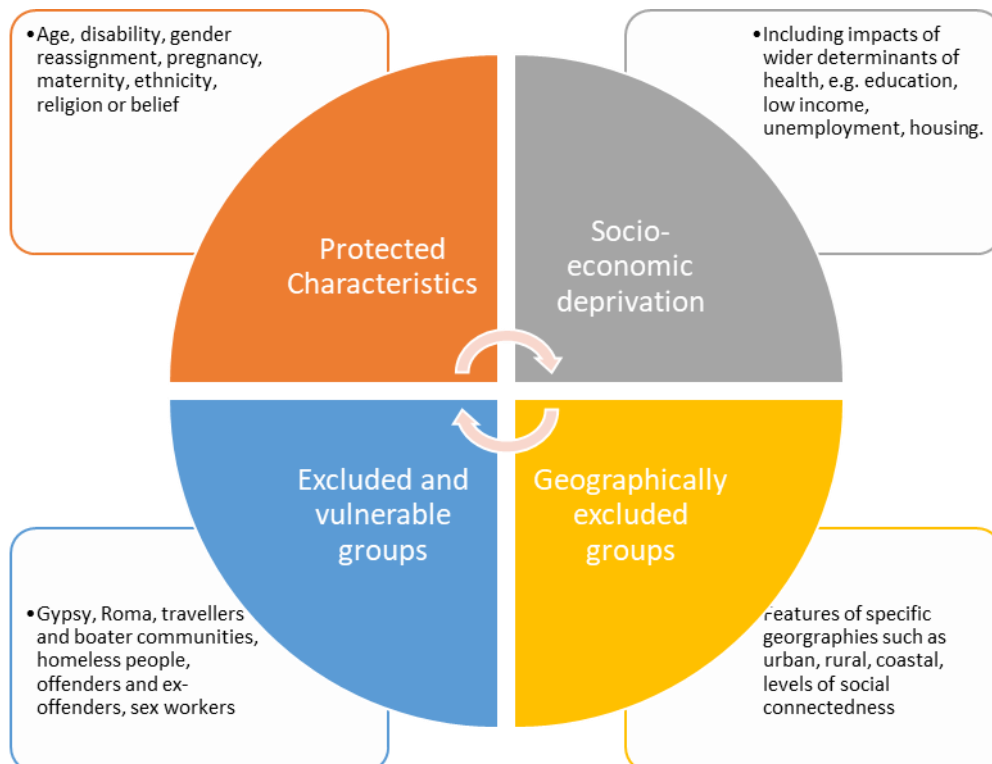 •Age, disability, gender
reassignment, pregnancy,
maternity, ethnicity,
religion or belief
•Including impacts of
wider determinants of
health, e.g. education,
low income,
unemployment, housing.
Protected
Characteristics
Socio-
economic
deprivation
Excluded and
vulnerable
groups
Geographically
excluded
groups
•Gypsy, Roma, travellers
and boater communities,
homeless people,
offenders and ex-
offenders, sex workers
Features of specific
georgraphies such as
urban, rural, coastal,
levels of social
connectedness